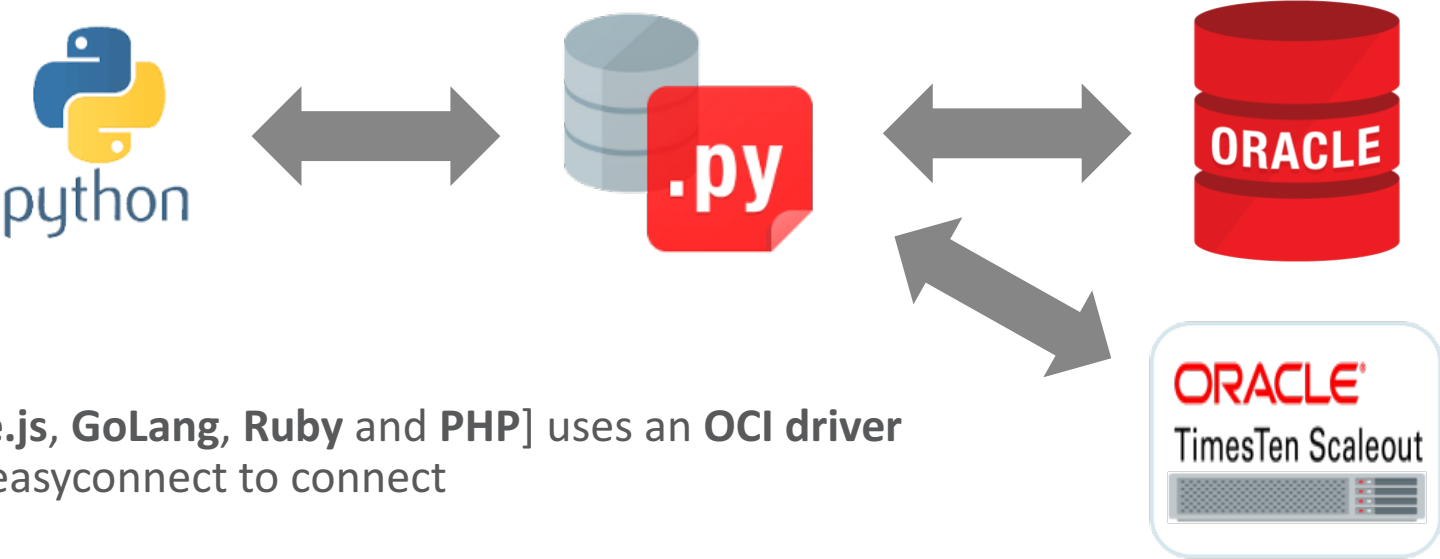 python
.py
ORACLE
e.js, GoLang, Ruby and PHP] uses an OCI driver
easyconnect to connect
ORACLE
TimesTen Scaleout